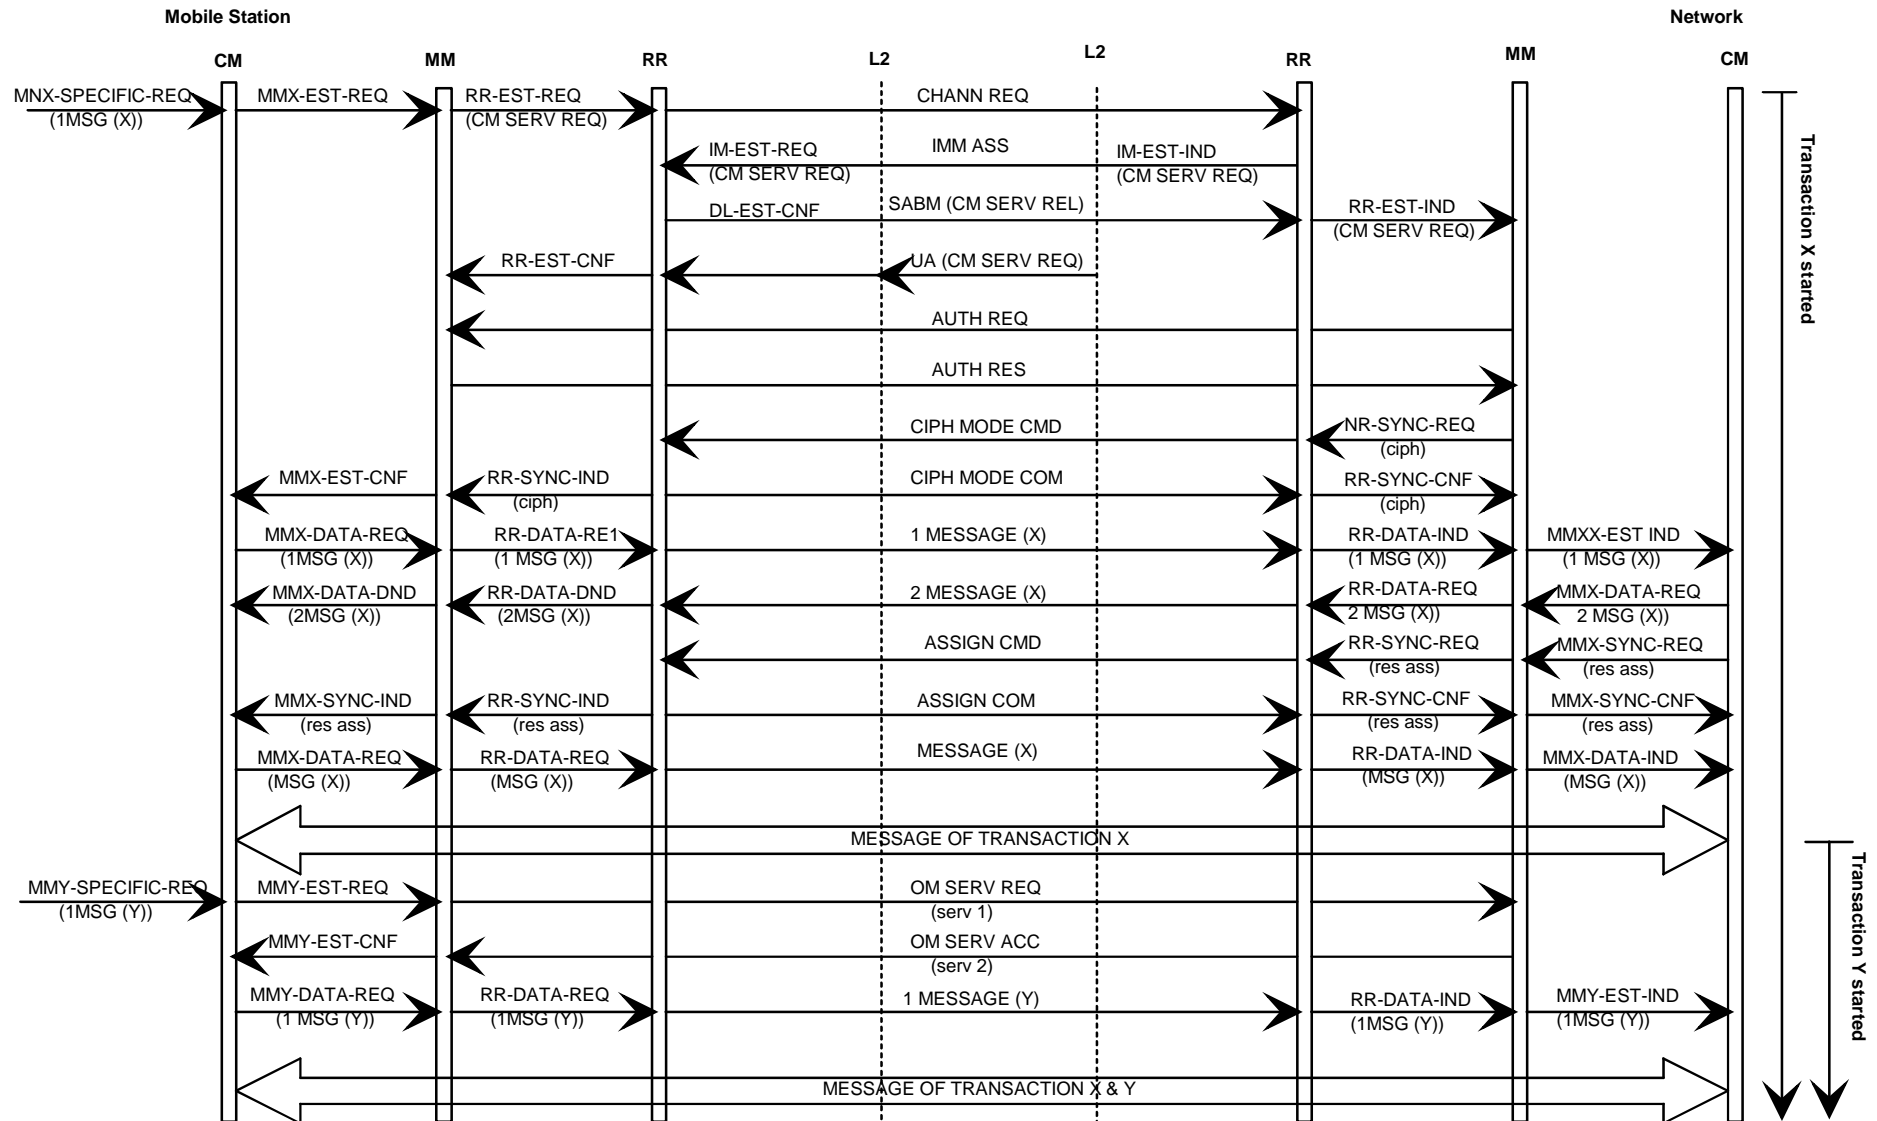 Mobile Station
Network
CM
MM
RR
L2
L2
RR
MM
CM
MNX-SPECIFIC-REQ
(1MSG (X))
MMX-EST-REQ
RR-EST-REQ
(CM SERV REQ)
CHANN REQ
IM-EST-REQ
(CM SERV REQ)
IMM ASS
IM-EST-IND
(CM SERV REQ)
DL-EST-CNF
SABM (CM SERV REL)
RR-EST-IND
(CM SERV REQ)
RR-EST-CNF
UA (CM SERV REQ)
AUTH REQ
AUTH RES
CIPH MODE CMD
NR-SYNC-REQ
(ciph)
MMX-EST-CNF
RR-SYNC-IND
(ciph)
CIPH MODE COM
RR-SYNC-CNF
(ciph)
MMX-DATA-REQ
(1MSG (X))
RR-DATA-RE1
(1 MSG (X))
1 MESSAGE (X)
RR-DATA-IND
(1 MSG (X))
MMXX-EST IND
(1 MSG (X))
MMX-DATA-DND
(2MSG (X))
RR-DATA-DND
(2MSG (X))
2 MESSAGE (X)
RR-DATA-REQ
2 MSG (X))
MMX-DATA-REQ
2 MSG (X))
ASSIGN CMD
RR-SYNC-REQ
(res ass)
MMX-SYNC-REQ
(res ass)
MMX-SYNC-IND
(res ass)
RR-SYNC-IND
(res ass)
ASSIGN COM
RR-SYNC-CNF
(res ass)
MMX-SYNC-CNF
(res ass)
MMX-DATA-REQ
(MSG (X))
RR-DATA-REQ
(MSG (X))
MESSAGE (X)
RR-DATA-IND
(MSG (X))
MMX-DATA-IND
(MSG (X))
MESSAGE OF TRANSACTION X
MMY-SPECIFIC-REQ
(1MSG (Y))
MMY-EST-REQ
OM SERV REQ
(serv 1)
MMY-EST-CNF
OM SERV ACC
(serv 2)
MMY-DATA-REQ
(1 MSG (Y))
RR-DATA-REQ
(1MSG (Y))
1 MESSAGE (Y)
RR-DATA-IND
(1MSG (Y))
MMY-EST-IND
(1MSG (Y))
MESSAGE OF TRANSACTION X & Y
Transaction X started
Transaction Y started